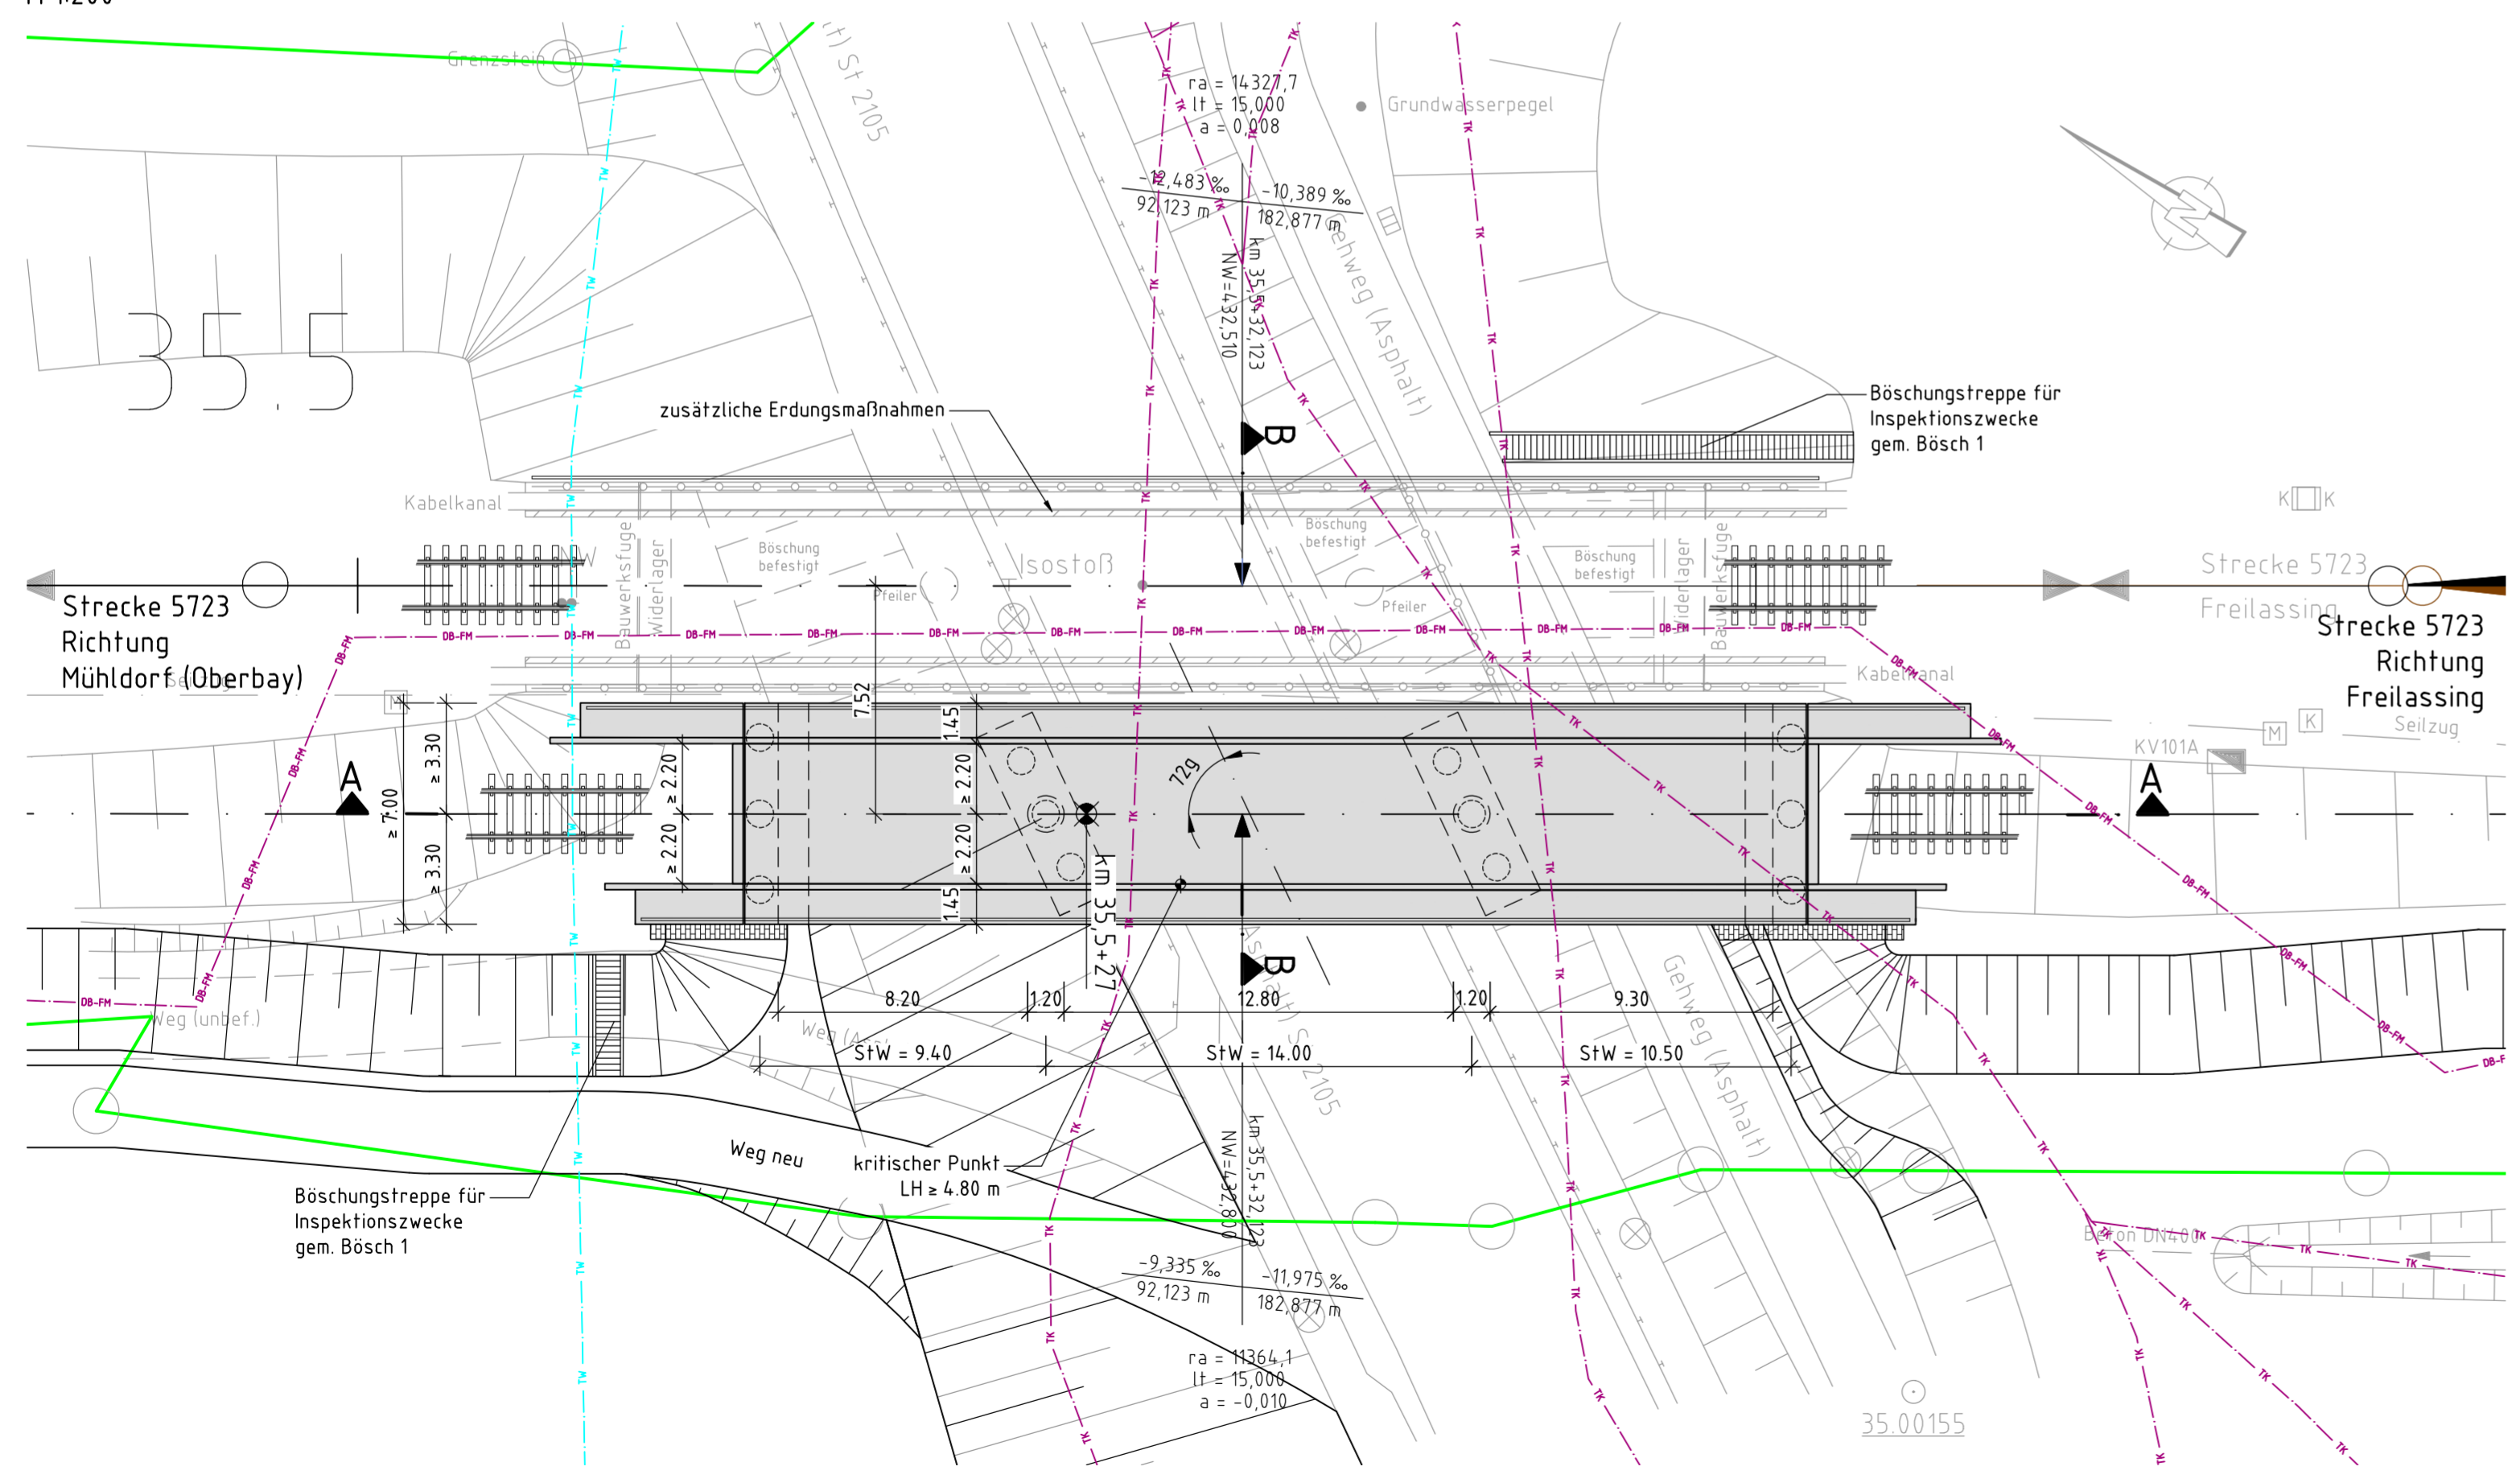 Grenzstein
St 2105
ra = 14327,7
lt = 15,000
a = 0,008
Grundwasserpegel
-12,483 ‰
92,123 m
-10,389 ‰
182,877 m
km 35,5+32,123
NW=432,510
Gehweg (Asphalt)
35.5
zusätzliche Erdungsmaßnahmen
B
Böschungstreppe für
Inspektionszwecke
gem. Bösch 1
Kabelkanal
K
K
Bauwerksfuge
Widerlager
Böschung
befestigt
Isostoß
Böschung
befestigt
Böschung
befestigt
Widerlager
Bauwerksfuge
NW
Pfeiler
Pfeiler
Strecke 5723
Freilassing
Strecke 5723
Richtung
Mühldorf (Oberbay)
Strecke 5723
Richtung
Freilassing
DB-FM
TW
TK
Seilzug
M
Kabelkanal
7.52
1.45
≥ 3.30
≥ 7.00
≥ 3.30
≥ 2.20
≥ 2.20
≥ 2.20
≥ 2.20
1.45
72g
A
A
KV101A
M
K
Seilzug
km 35,5+27
B
8.20
1.20
12.80
1.20
9.30
StW = 9.40
StW = 14.00
StW = 10.50
Weg (unbef.)
Gehweg (Asphalt)
Weg neu
kritischer Punkt
LH ≥ 4.80 m
km 35,5+32,123
NW=432,800
Böschungstreppe für
Inspektionszwecke
gem. Bösch 1
-9,335 ‰
92,123 m
-11,975 ‰
182,877 m
Beton DN400
ra = 11364,1
lt = 15,000
a = -0,010
35.00155